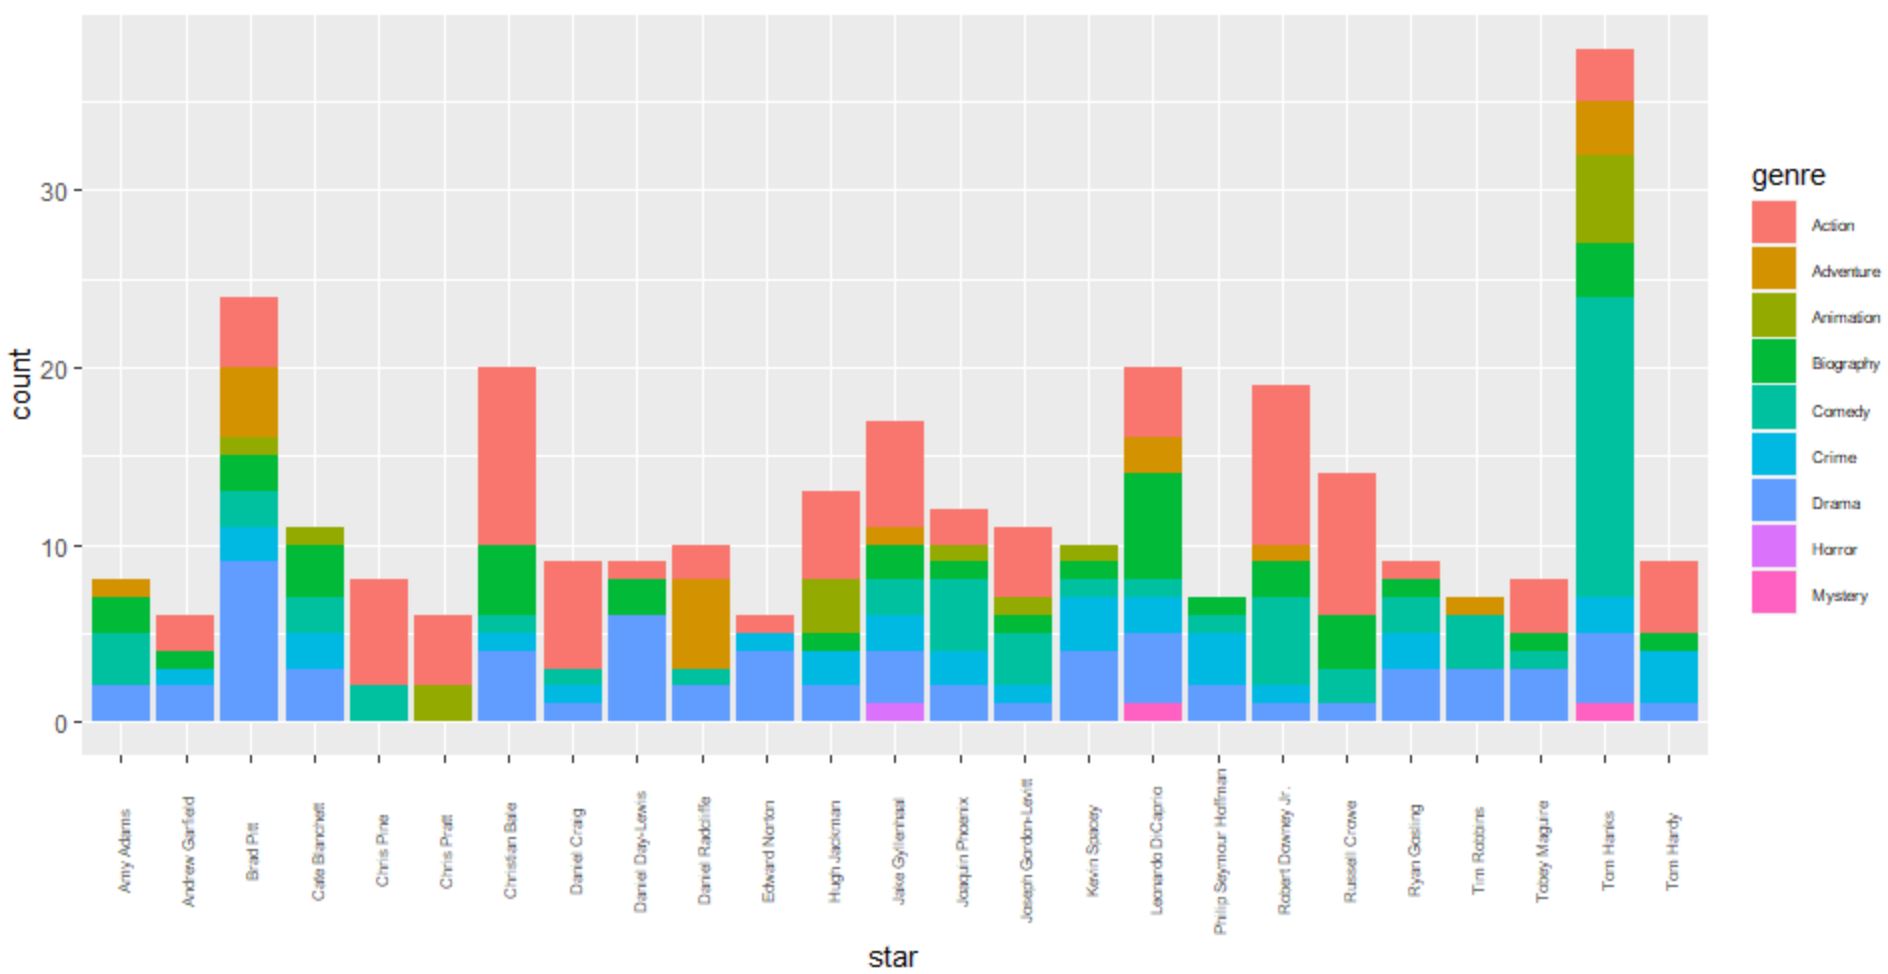 30
20
10
0
count
Amy Adams
Andrew Garfield
Brad Pitt
Cate Blanchett
Chris Pine
Chris Pratt
Christian Bale
Daniel Craig
Daniel Day-Lewis
Daniel Radcliffe
Edward Norton
Hugh Jackman
Jake Gyllenhaal
Joaquin Phoenix
Joseph Gordon-Levitt
Kevin Spacey
Leonardo DiCaprio
Philip Seymour Hoffman
Robert Downey Jr.
Russell Crowe
Ryan Gosling
Tim Robbins
Tobey Maguire
Tom Hanks
Tom Hardy
star
genre
Action
Adventure
Animation
Biography
Comedy
Crime
Drama
Horror
Mystery